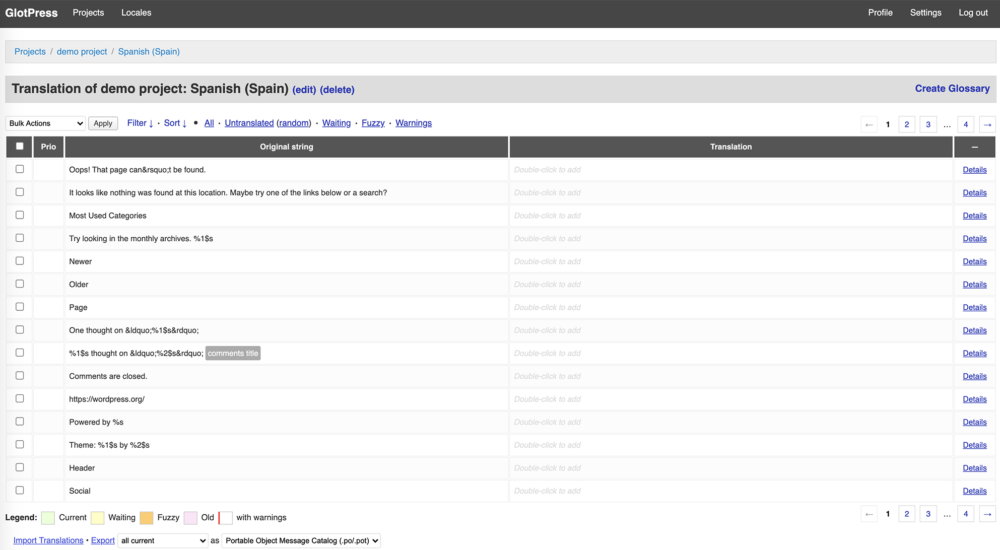 GlotPress Projects Locales Profile Settings Log out
Projects / demo project / Spanish (Spain)
Translation of demo project: Spanish (Spain) (edit) (delete) Create Glossary
Bulk Actions Apply Filter ↓ · Sort ↓ • All · Untranslated (random) · Waiting · Fuzzy · Warnings ← 1 2 3 ... 4 →
Prio Original string Translation —
Oops! That page can&rsquo;t be found. Double-click to add Details
It looks like nothing was found at this location. Maybe try one of the links below or a search? Double-click to add Details
Most Used Categories Double-click to add Details
Try looking in the monthly archives. %1$s Double-click to add Details
Newer Double-click to add Details
Older Double-click to add Details
Page Double-click to add Details
One thought on &ldquo;%1$s&rdquo; Double-click to add Details
%1$s thought on &ldquo;%2$s&rdquo; comments title Double-click to add Details
Comments are closed. Double-click to add Details
https://wordpress.org/ Double-click to add Details
Powered by %s Double-click to add Details
Theme: %1$s by %2$s Double-click to add Details
Header Double-click to add Details
Social Double-click to add Details
Legend: Current Waiting Fuzzy Old with warnings ← 1 2 3 ... 4 →
Import Translations • Export all current as Portable Object Message Catalog (.po/.pot)